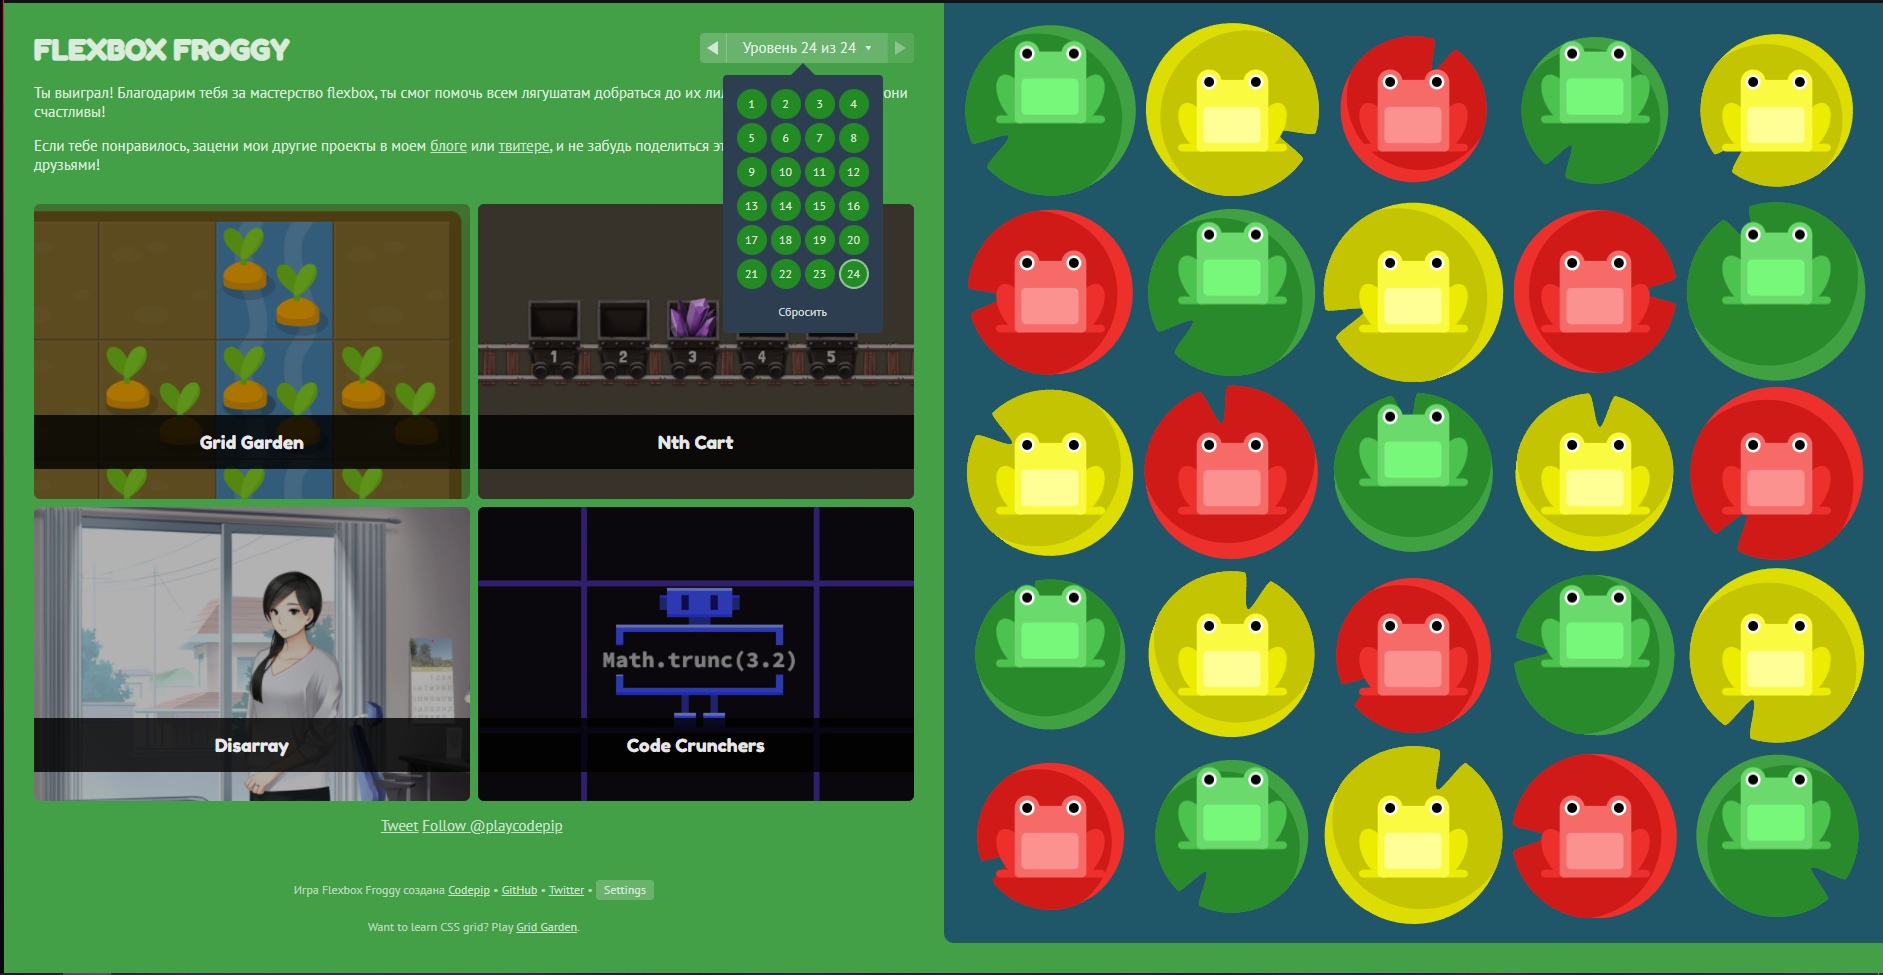 FLEXBOX FROGGY
Уровень 24 из 24
Ты выиграл! Благодарим тебя за мастерство flexbox, ты смог помочь всем лягушатам добраться до их они
счастливы!
Если тебе понравилось, зацени мои другие проекты в моем блоге или твитере, и не забудь поделиться
друзьями!
1 2 3 4
5 6 7 8
9 10 11 12
13 14 15 16
17 18 19 20
21 22 23 24
Сбросить
1 2 3 4 5
Grid Garden
Nth Cart
Math.trunc(3.2)
Disarray
Code Crunchers
Tweet Follow @playcodepip
Игра Flexbox Froggy создана Codepip • GitHub • Twitter • Settings
Want to learn CSS grid? Play Grid Garden.